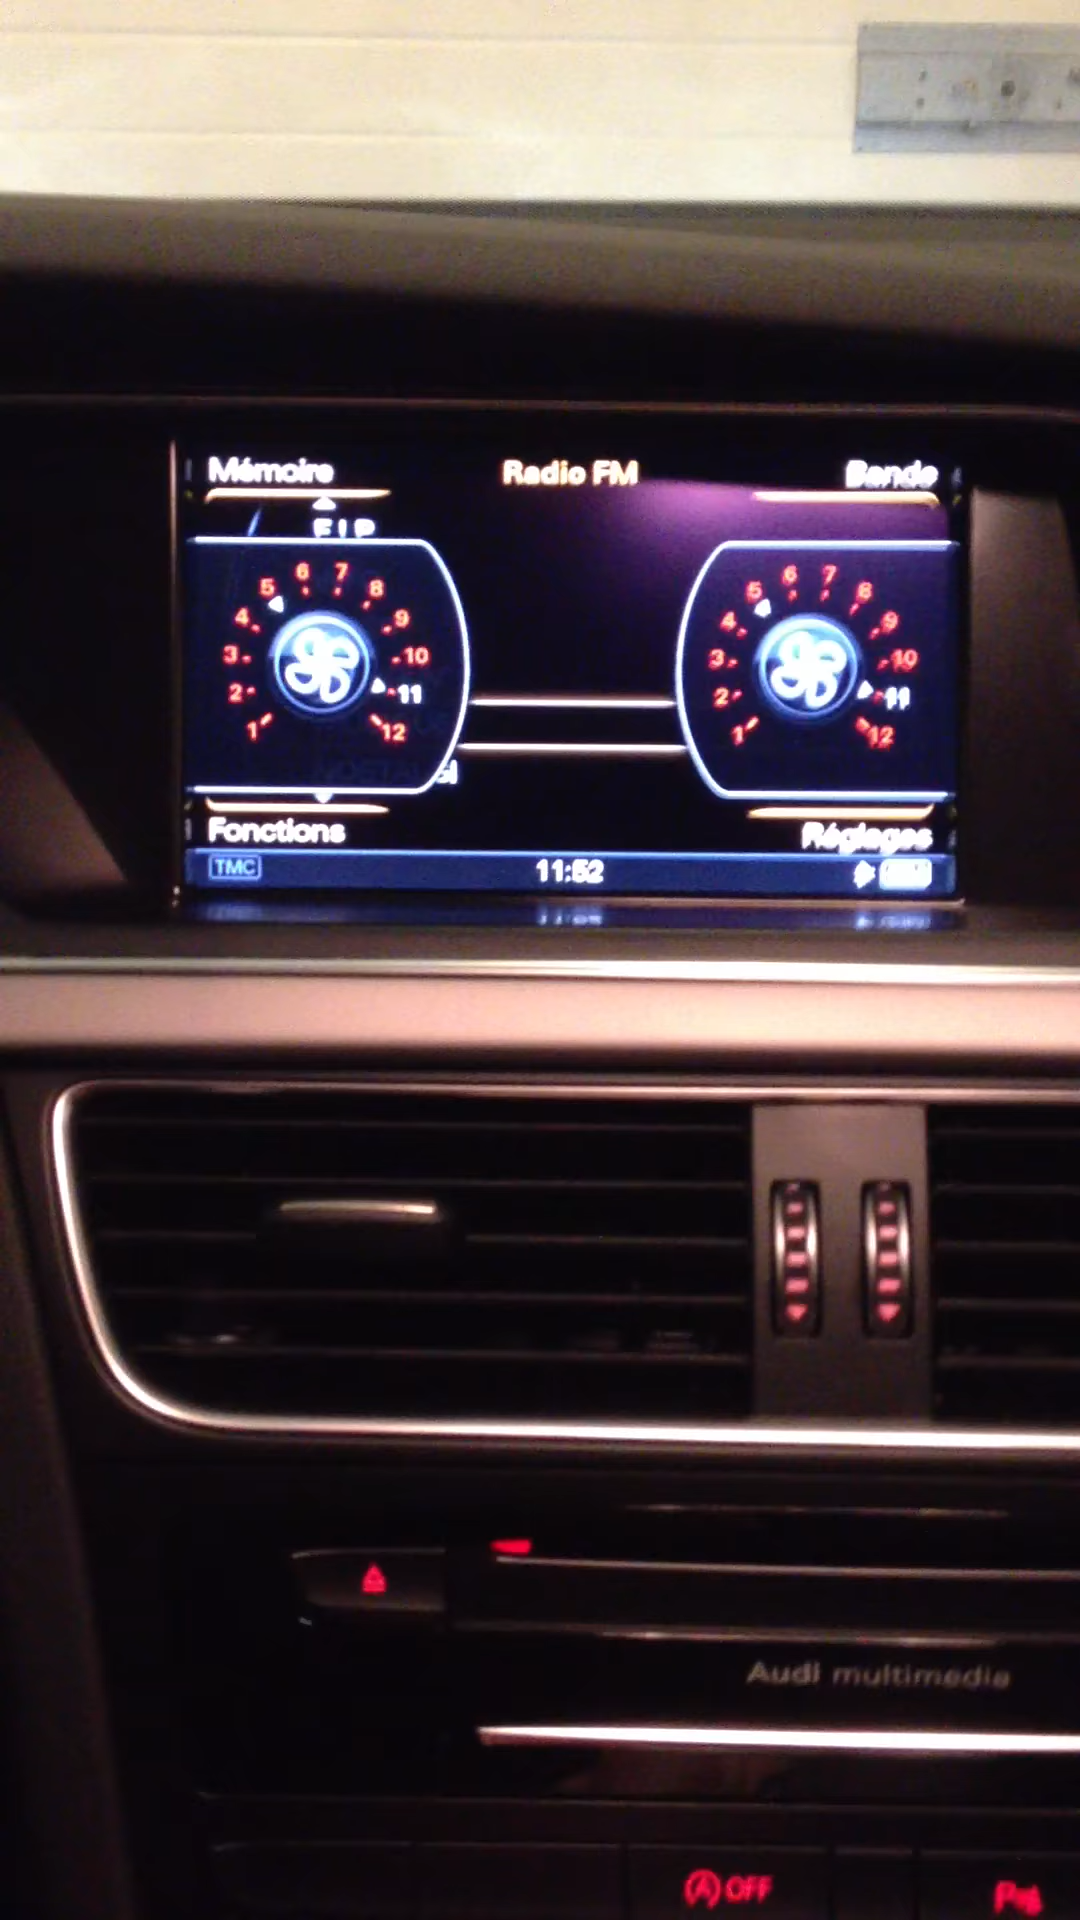 Mémoire Radio FM Bande
FIP
1 2 3 4 5 6 7 8 9 10 11 12
1 2 3 4 5 6 7 8 9 10 11 12
Fonctions Réglages
TMC 11:52
Audi multimedia
A OFF